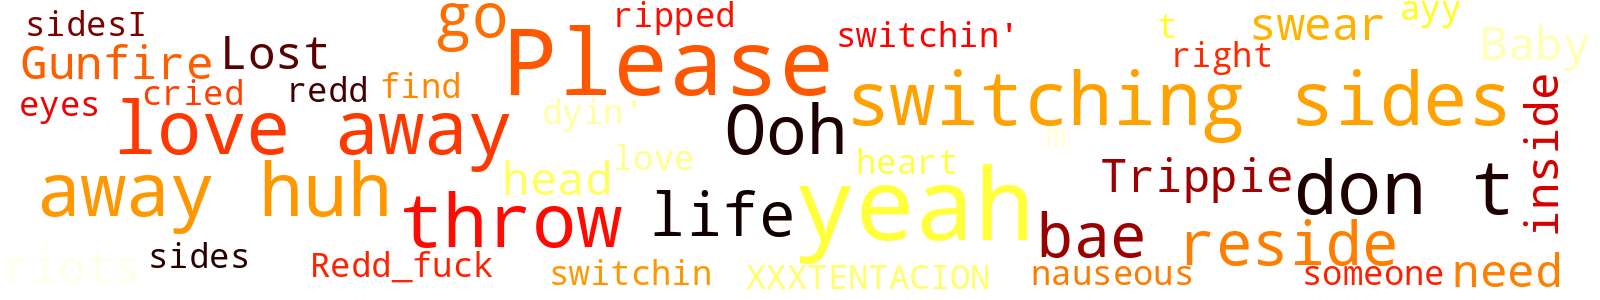 sidesI go ripped switchin' t swear ayy
Gunfire Lost Please right Baby
eyes cried redd find switching sides
love away dyin' Ooh m inside
away huh head love heart Trippie don t
throw life yeah bae reside
riots sides Redd_fuck switchin XXXTENTACION nauseous someone need